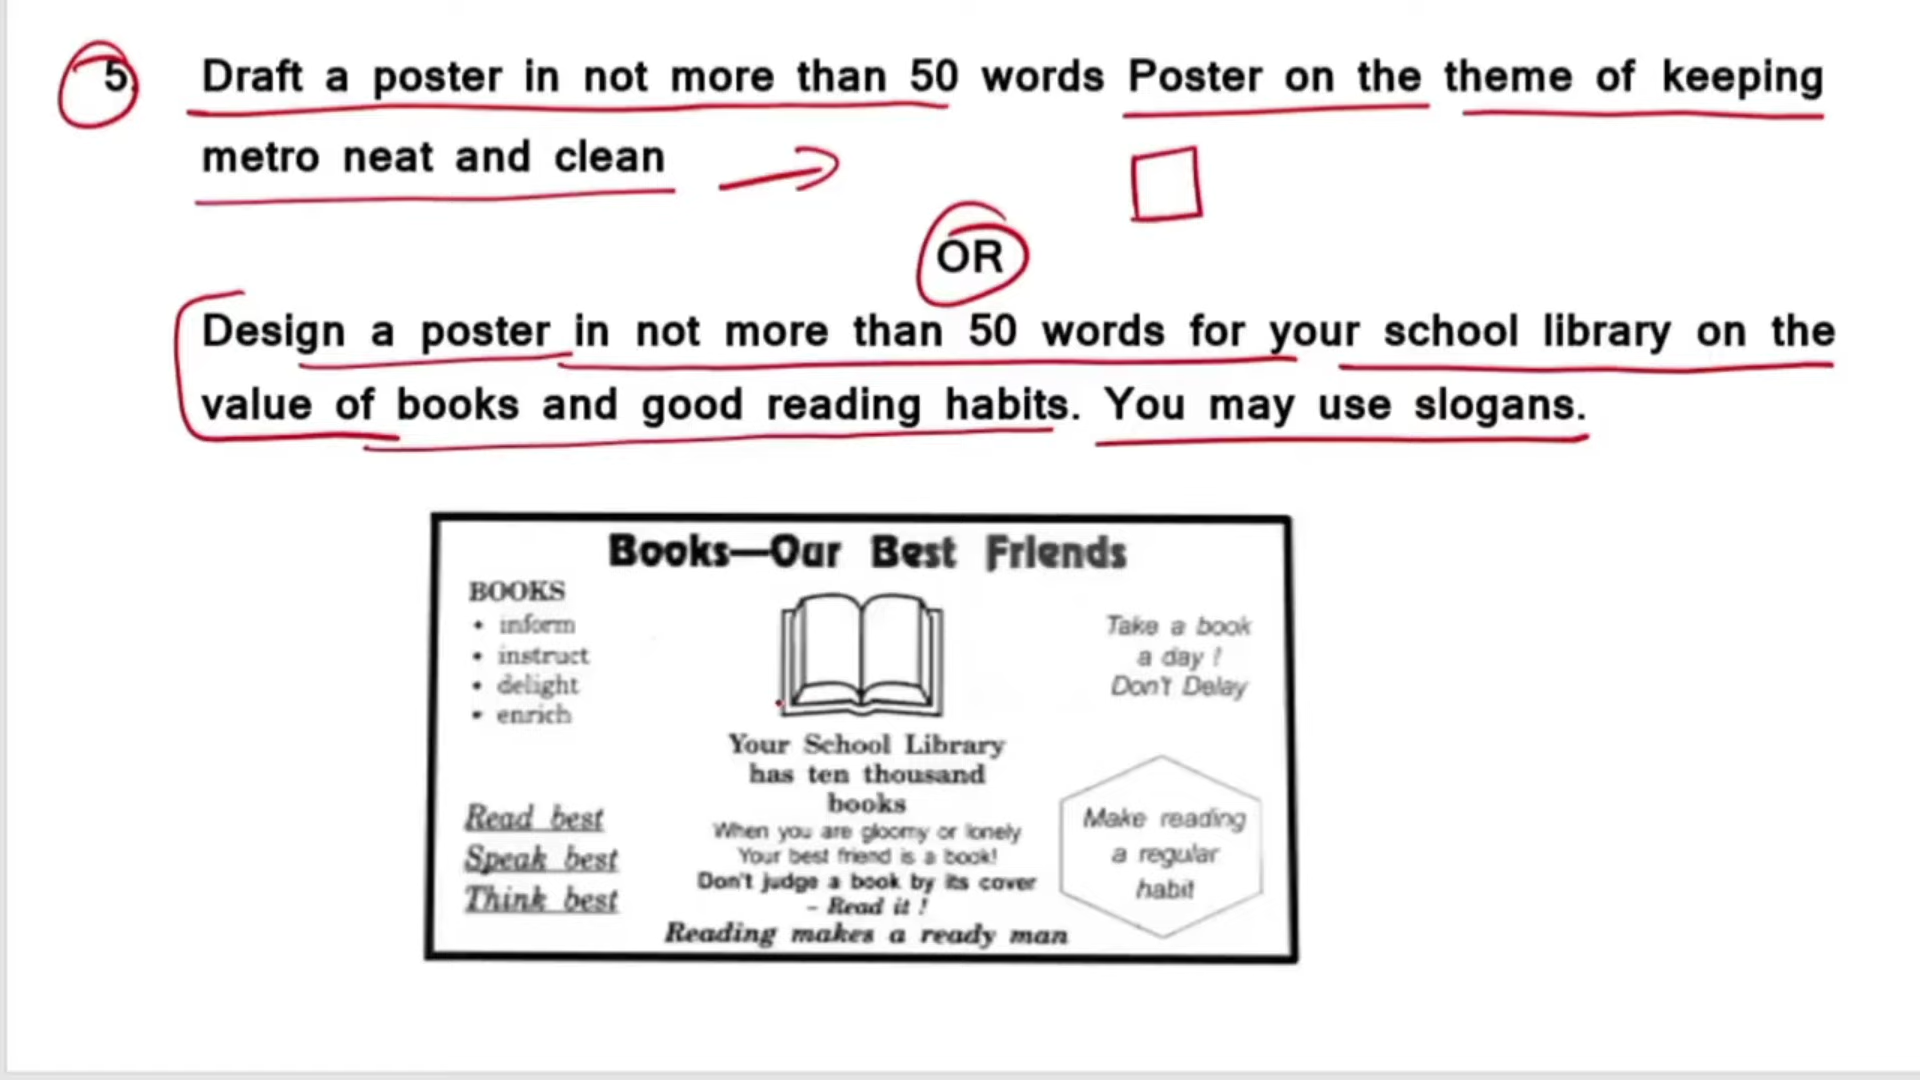 5. Draft a poster in not more than 50 words Poster on the theme of keeping
metro neat and clean
OR
Design a poster in not more than 50 words for your school library on the
value of books and good reading habits. You may use slogans.
Books—Our Best Friends
BOOKS
• inform
• instruct
• delight
• enrich
Read best
Speak best
Think best
Your School Library
has ten thousand
books
When you are gloomy or lonely
Your best friend is a book!
Don't judge a book by its cover
- Read it !
Reading makes a ready man
Take a book
a day !
Don't Delay
Make reading
a regular
habit